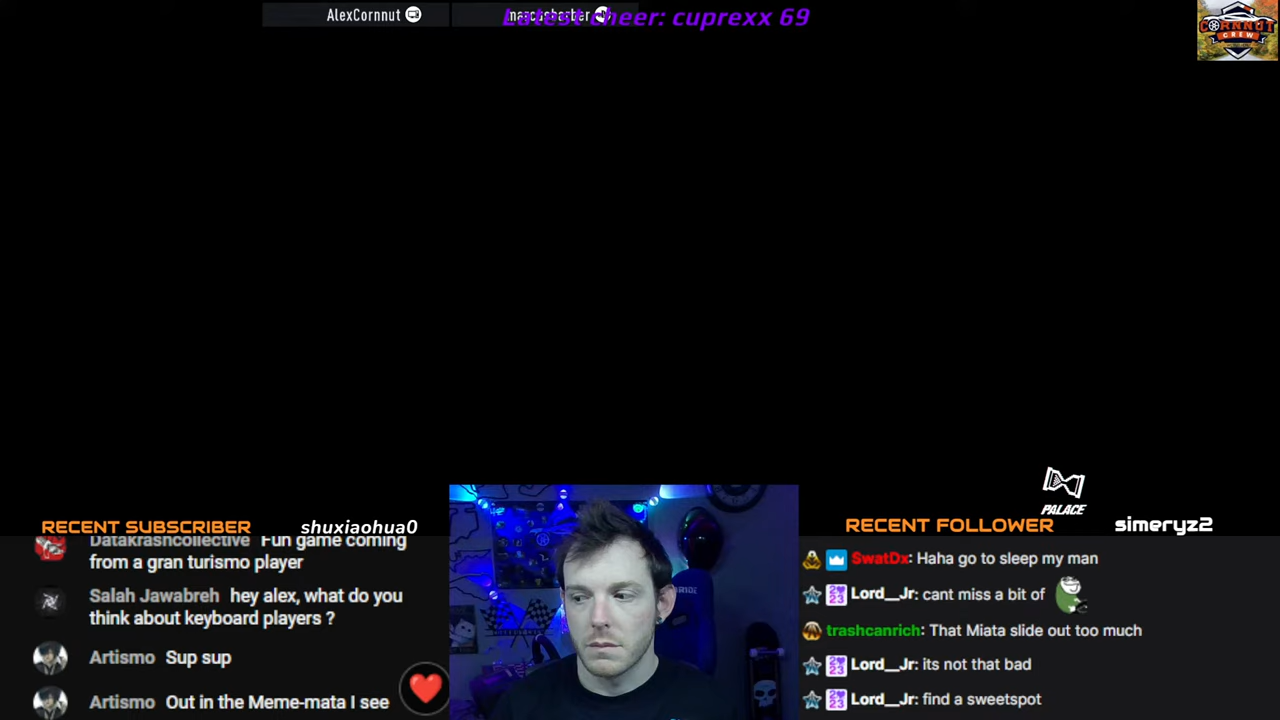 AlexCornnut
Latest cheer: cuprexx 69
CORNNUT
CREW
PALACE
RECENT SUBSCRIBER shuxiaohua0
RECENT FOLLOWER simeryz2
Datakrashcollective Fun game coming
from a gran turismo player
Salah Jawabreh hey alex, what do you
think about keyboard players ?
Artismo Sup sup
Artismo Out in the Meme-mata I see
SwatDx: Haha go to sleep my man
Lord__Jr: cant miss a bit of
trashcanrich: That Miata slide out too much
Lord__Jr: its not that bad
Lord__Jr: find a sweetspot